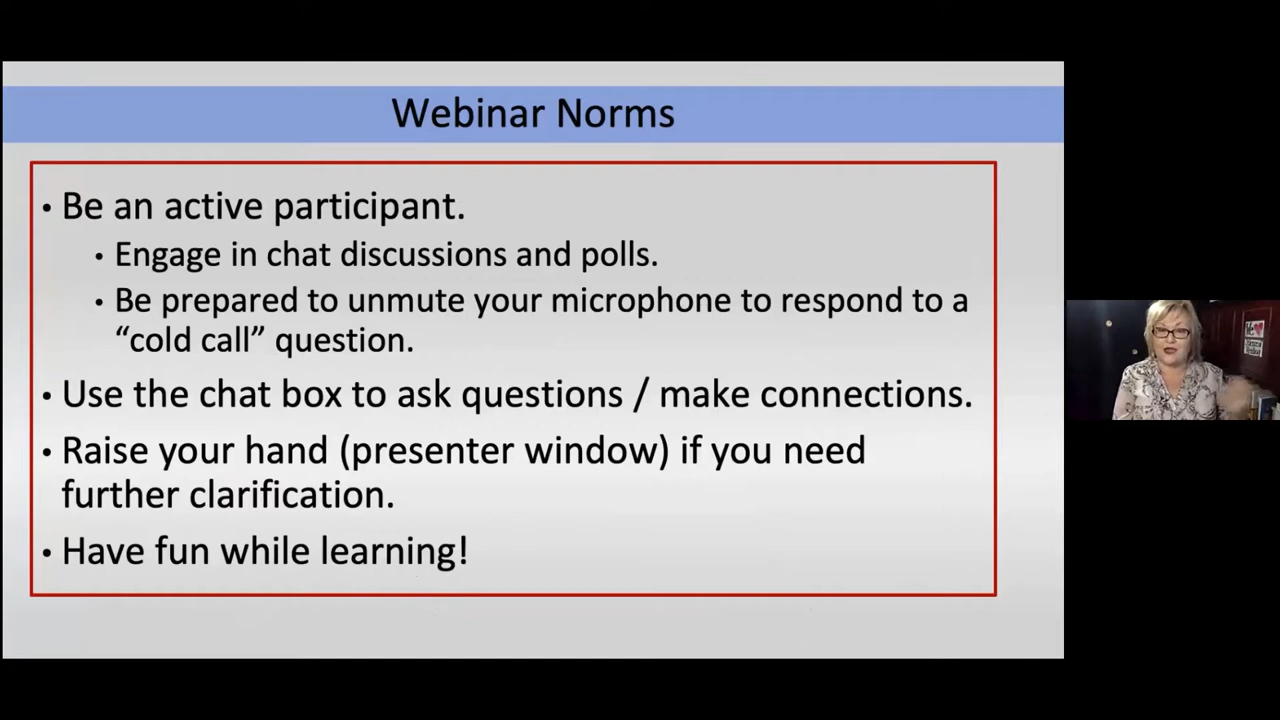 Webinar Norms
• Be an active participant.
• Engage in chat discussions and polls.
• Be prepared to unmute your microphone to respond to a
“cold call” question.
• Use the chat box to ask questions / make connections.
• Raise your hand (presenter window) if you need
further clarification.
• Have fun while learning!
We